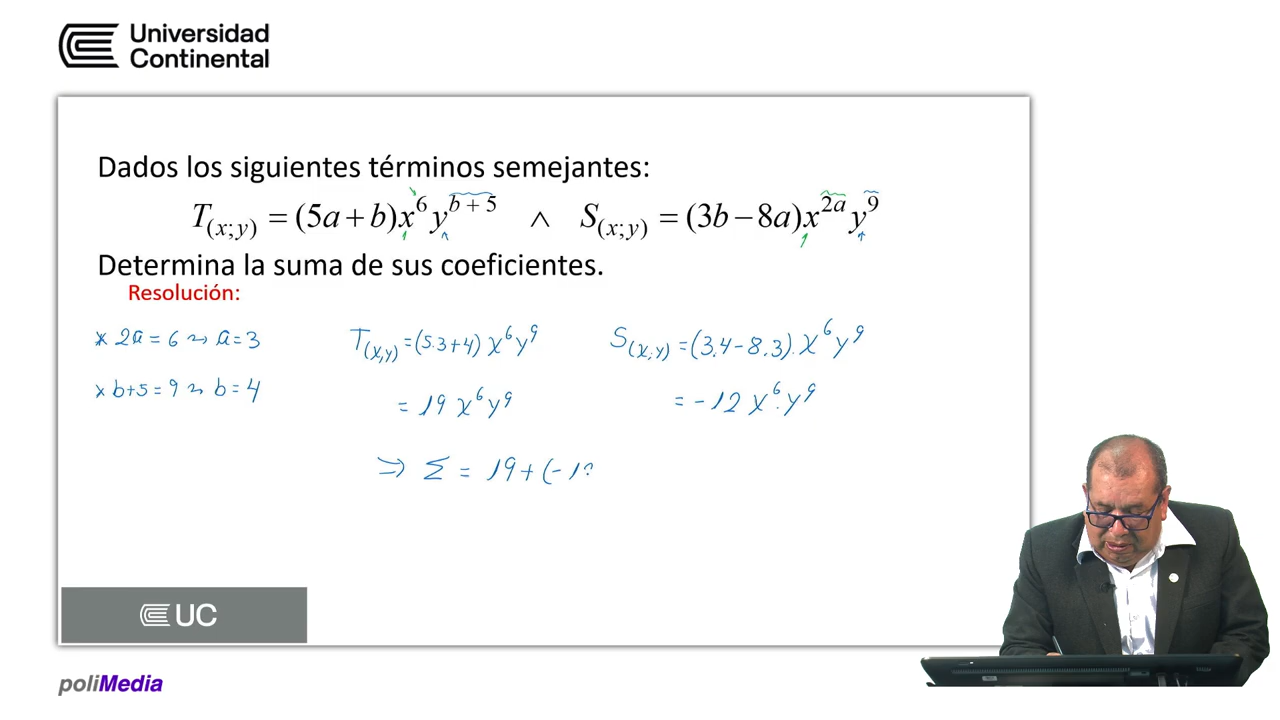 Universidad
Continental
Dados los siguientes términos semejantes:
T(x;y) = (5a + b)x^6 y^(b + 5) ∧ S(x;y) = (3b − 8a)x^(2a) y^9
Determina la suma de sus coeficientes.
Resolución:
* 2a = 6 ⤳ a = 3
* b+5 = 9 ⤳ b = 4
T(x,y) = (5.3+4) x^6 y^9
= 19 x^6 y^9
S(x,y) = (3.4 − 8.3). x^6 y^9
= −12 x^6 . y^9
⇒ Σ = 19 + (−1
UC
poliMedia